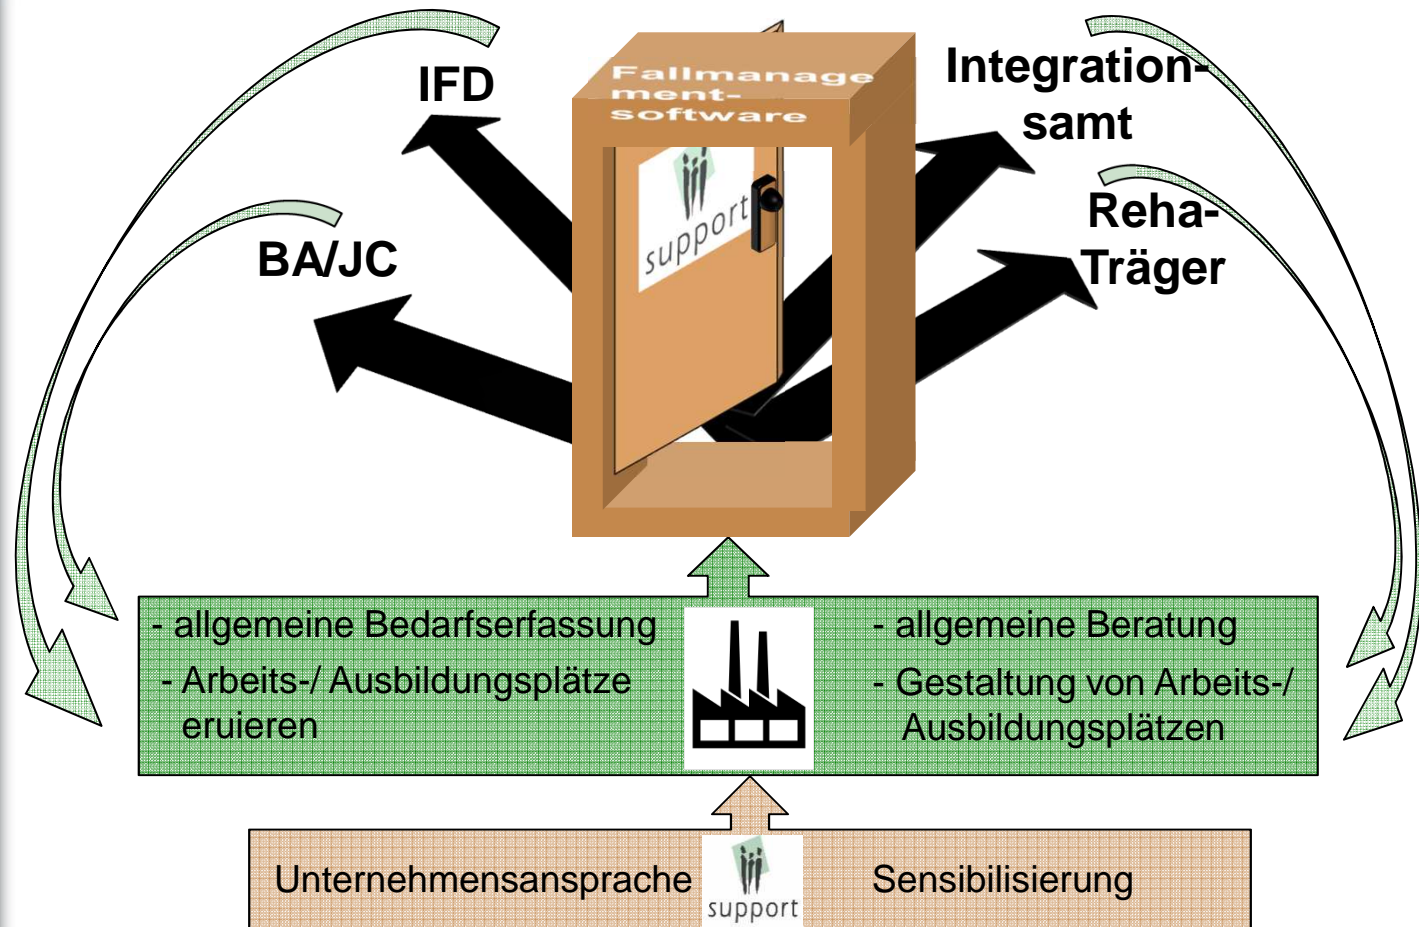 IFD
Fallmanage
ment-
software
Integration-
samt
BA/JC
support
Reha-
Träger
- allgemeine Bedarfserfassung
- Arbeits-/ Ausbildungsplätze
eruieren
- allgemeine Beratung
- Gestaltung von Arbeits-/
Ausbildungsplätzen
Unternehmensansprache
support
Sensibilisierung